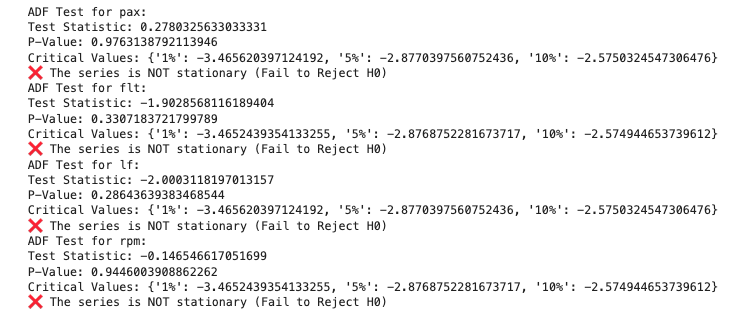 ADF Test for pax:
Test Statistic: 0.2780325633033331
P-Value: 0.9763138792113946
Critical Values: {'1%': -3.465620397124192, '5%': -2.8770397560752436, '10%': -2.5750324547306476}
❌ The series is NOT stationary (Fail to Reject H0)
ADF Test for flt:
Test Statistic: -1.9028568116189404
P-Value: 0.3307183721799789
Critical Values: {'1%': -3.4652439354133255, '5%': -2.8768752281673717, '10%': -2.574944653739612}
❌ The series is NOT stationary (Fail to Reject H0)
ADF Test for lf:
Test Statistic: -2.0003118197013157
P-Value: 0.28643639383468544
Critical Values: {'1%': -3.465620397124192, '5%': -2.8770397560752436, '10%': -2.5750324547306476}
❌ The series is NOT stationary (Fail to Reject H0)
ADF Test for rpm:
Test Statistic: -0.146546617051699
P-Value: 0.9446003908862262
Critical Values: {'1%': -3.4652439354133255, '5%': -2.8768752281673717, '10%': -2.574944653739612}
❌ The series is NOT stationary (Fail to Reject H0)